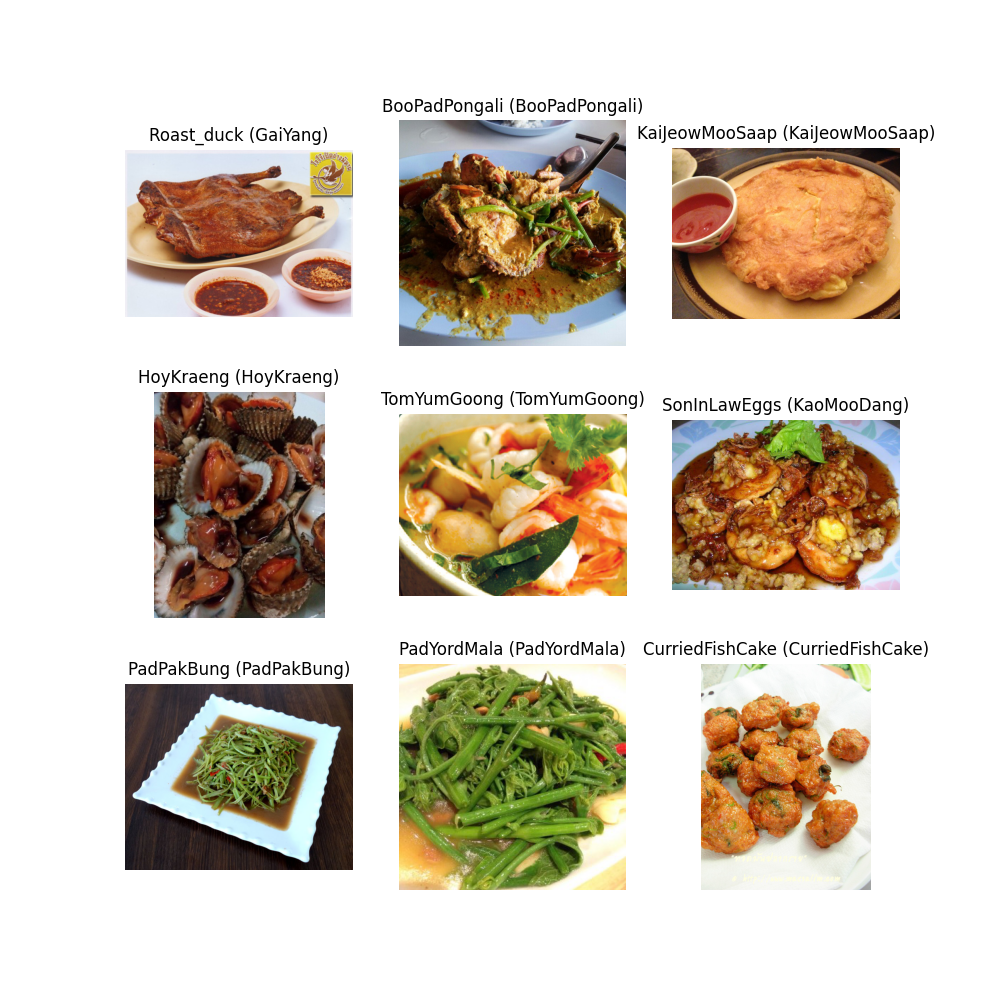 BooPadPongali (BooPadPongali)
Roast_duck (GaiYang)
KaiJeowMooSaap (KaiJeowMooSaap)
HoyKraeng (HoyKraeng)
TomYumGoong (TomYumGoong)
SonInLawEggs (KaoMooDang)
PadPakBung (PadPakBung)
PadYordMala (PadYordMala)
CurriedFishCake (CurriedFishCake)